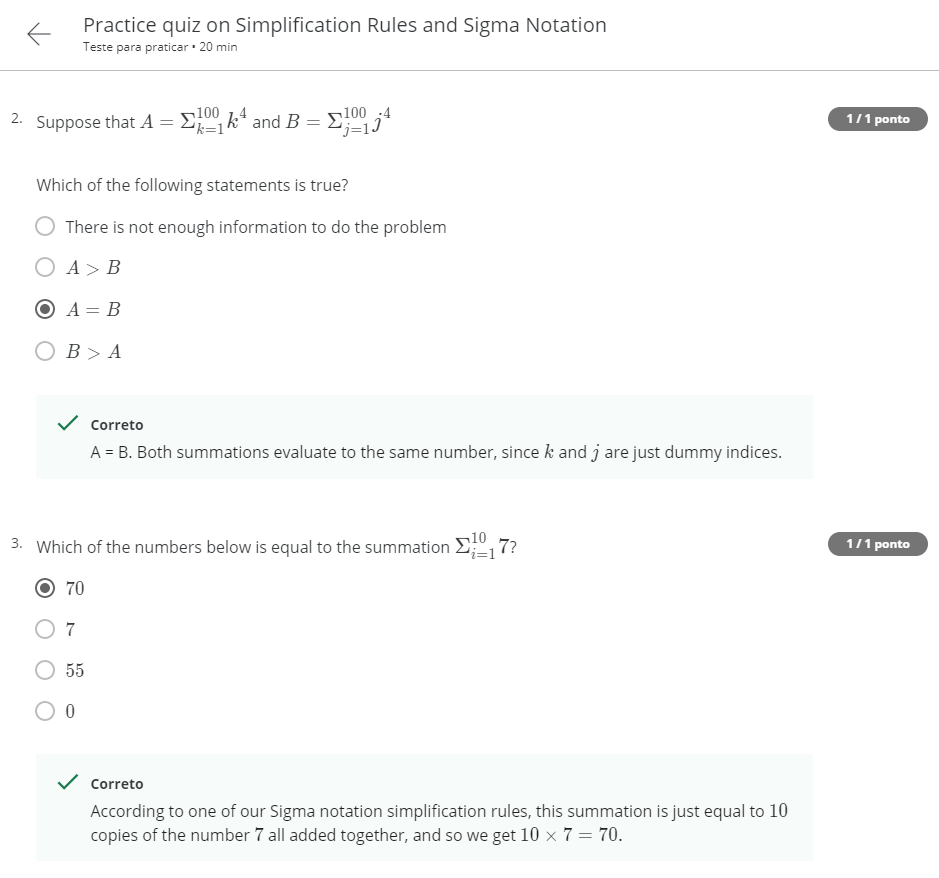 Practice quiz on Simplification Rules and Sigma Notation
Teste para praticar • 20 min
2. Suppose that A = Σ_{k=1}^{100} k^4 and B = Σ_{j=1}^{100} j^4
1 / 1 ponto
Which of the following statements is true?
There is not enough information to do the problem
A > B
A = B
B > A
Correto
A = B. Both summations evaluate to the same number, since k and j are just dummy indices.
3. Which of the numbers below is equal to the summation Σ_{i=1}^{10} 7?
1 / 1 ponto
70
7
55
0
Correto
According to one of our Sigma notation simplification rules, this summation is just equal to 10
copies of the number 7 all added together, and so we get 10 × 7 = 70.